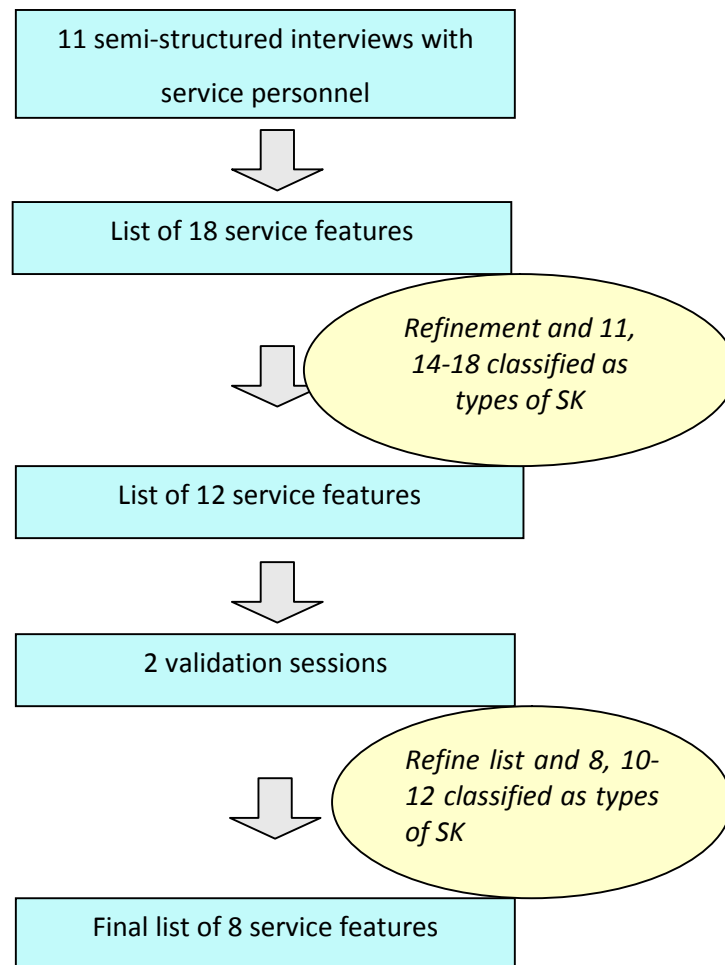 11 semi-structured interviews with
service personnel
List of 18 service features
Refinement and 11,
14-18 classified as
types of SK
List of 12 service features
2 validation sessions
Refine list and 8, 10-
12 classified as types
of SK
Final list of 8 service features